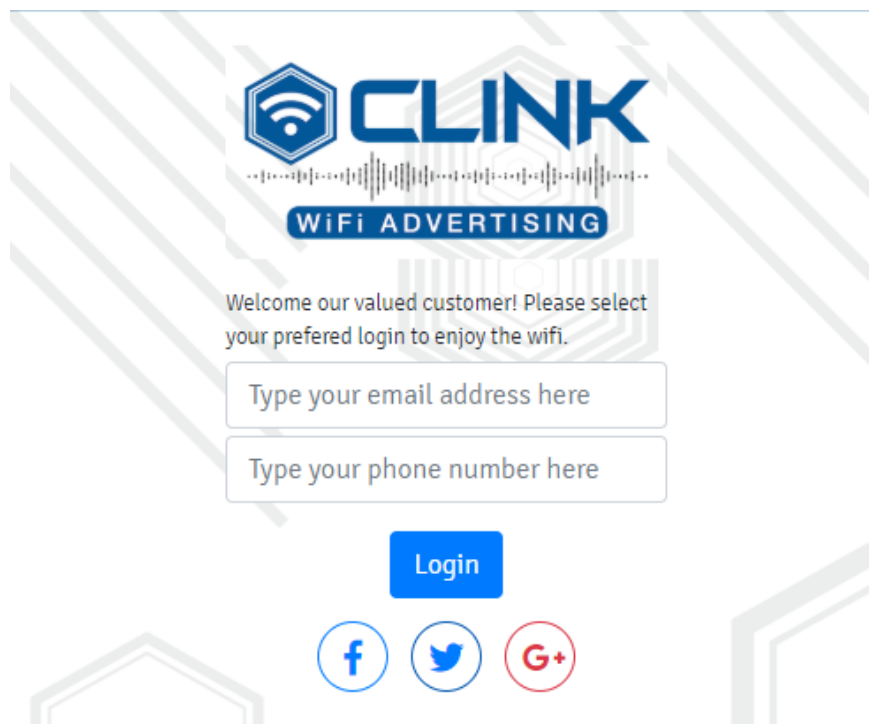 CLINK
WiFi ADVERTISING
Welcome our valued customer! Please select
your prefered login to enjoy the wifi.
Type your email address here
Type your phone number here
Login
f
G+